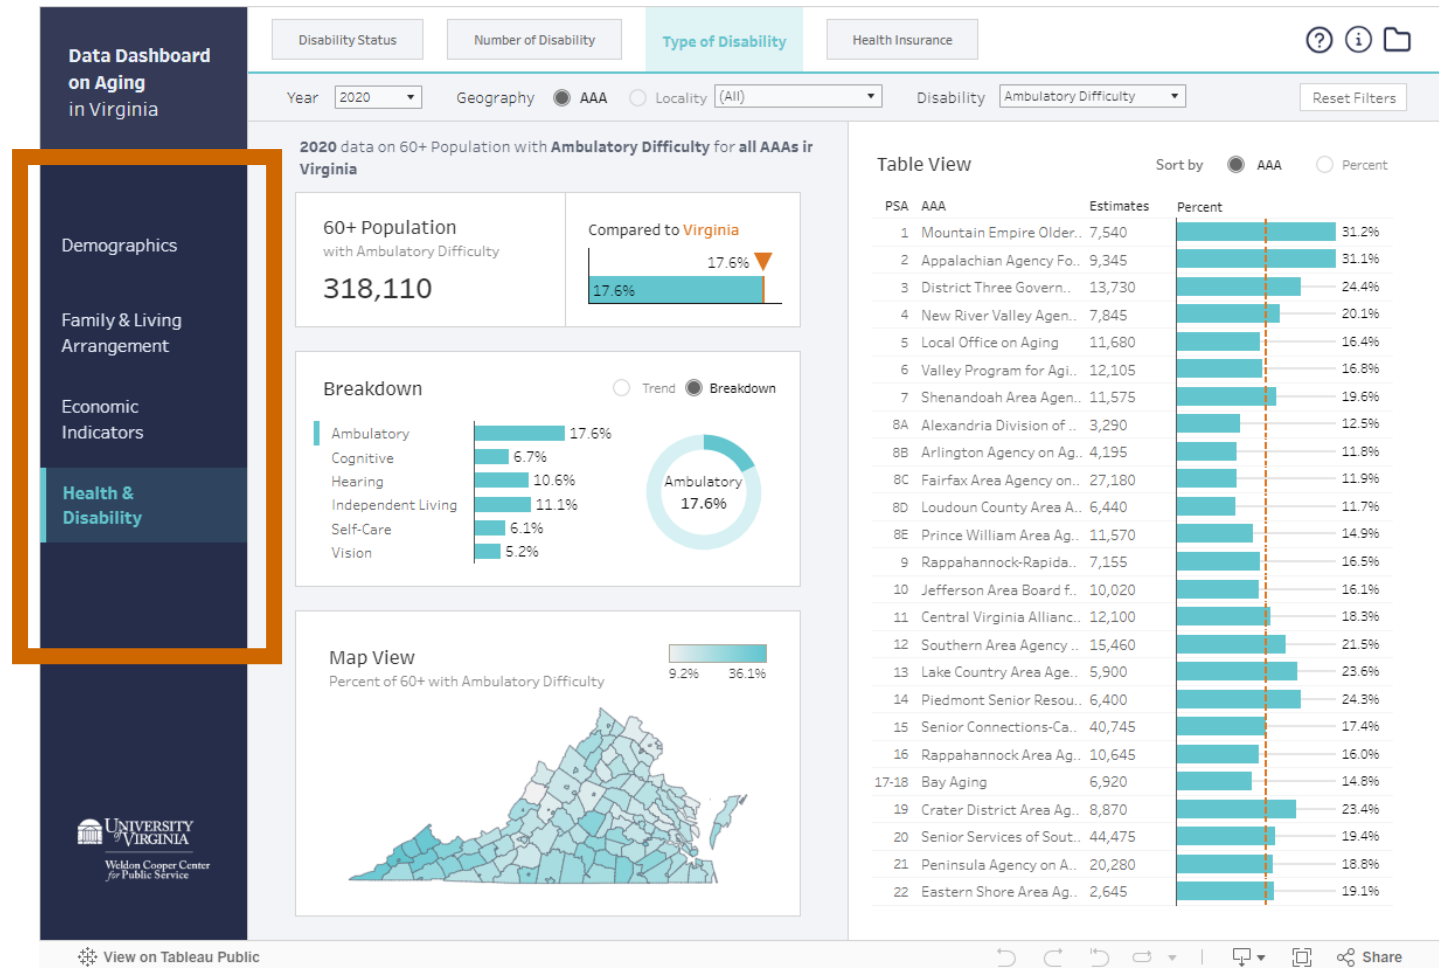 Data Dashboard
on Aging
in Virginia
Demographics
Family & Living
Arrangement
Economic
Indicators
Health &
Disability
UNIVERSITY
of VIRGINIA
Weldon Cooper Center
for Public Service
Disability Status
Number of Disability
Type of Disability
Health Insurance
Year 2020 Geography AAA Locality (All) Disability Ambulatory Difficulty Reset Filters
2020 data on 60+ Population with Ambulatory Difficulty for all AAAs in
Virginia
60+ Population
with Ambulatory Difficulty
318,110
Compared to Virginia
17.6%
17.6%
Breakdown
Trend Breakdown
Ambulatory 17.6%
Cognitive 6.7%
Hearing 10.6%
Independent Living 11.1%
Self-Care 6.1%
Vision 5.2%
Ambulatory
17.6%
Map View
Percent of 60+ with Ambulatory Difficulty
9.2% 36.1%
Table View
Sort by AAA Percent
PSA AAA Estimates Percent
1 Mountain Empire Older.. 7,540 31.2%
2 Appalachian Agency Fo.. 9,345 31.1%
3 District Three Govern.. 13,730 24.4%
4 New River Valley Agen.. 7,845 20.1%
5 Local Office on Aging 11,680 16.4%
6 Valley Program for Agi.. 12,105 16.8%
7 Shenandoah Area Agen.. 11,575 19.6%
8A Alexandria Division of .. 3,290 12.5%
8B Arlington Agency on Ag.. 4,195 11.8%
8C Fairfax Area Agency on.. 27,180 11.9%
8D Loudoun County Area A.. 6,440 11.7%
8E Prince William Area Ag.. 11,570 14.9%
9 Rappahannock-Rapida.. 7,155 16.5%
10 Jefferson Area Board f.. 10,020 16.1%
11 Central Virginia Allianc.. 12,100 18.3%
12 Southern Area Agency .. 15,460 21.5%
13 Lake Country Area Age.. 5,900 23.6%
14 Piedmont Senior Resou.. 6,400 24.3%
15 Senior Connections-Ca.. 40,745 17.4%
16 Rappahannock Area Ag.. 10,645 16.0%
17-18 Bay Aging 6,920 14.8%
19 Crater District Area Ag.. 8,870 23.4%
20 Senior Services of Sout.. 44,475 19.4%
21 Peninsula Agency on A.. 20,280 18.8%
22 Eastern Shore Area Ag.. 2,645 19.1%
View on Tableau Public
Share